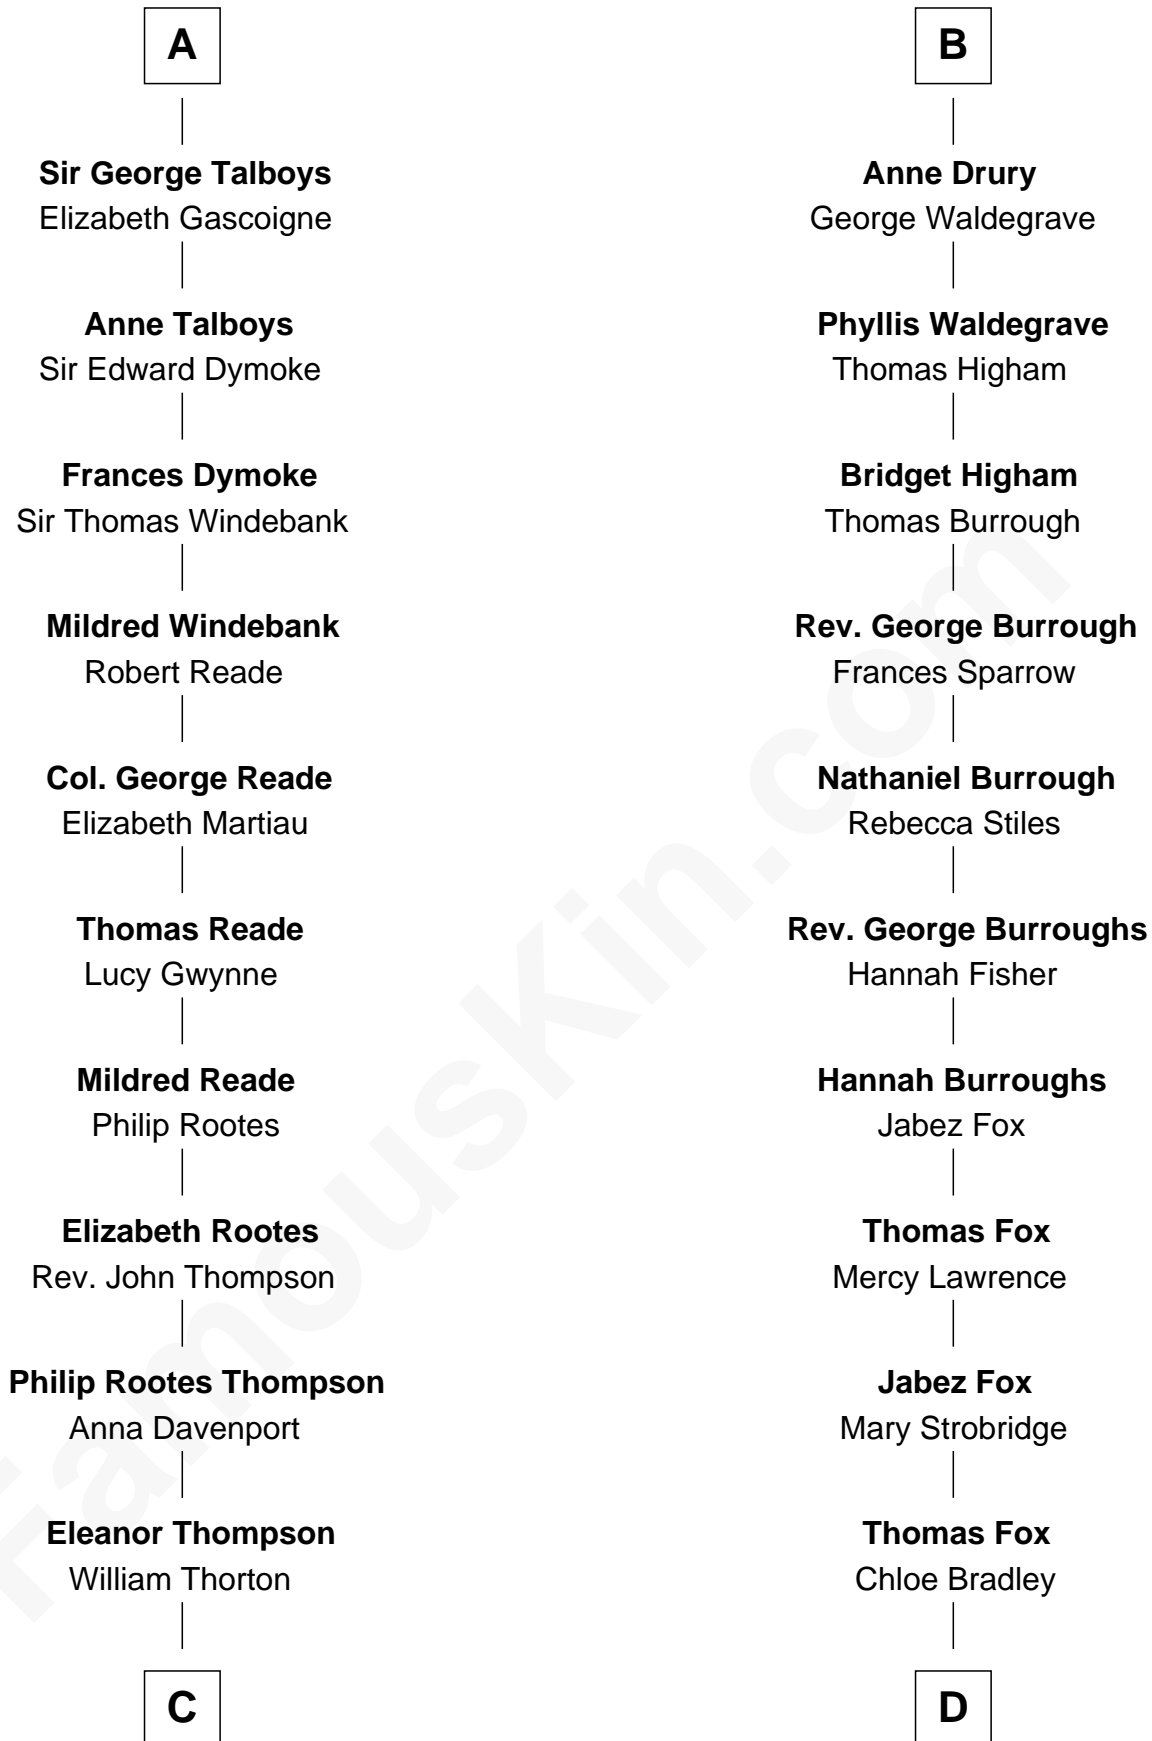 A
Sir George Talboys
Elizabeth Gascoigne
Anne Talboys
Sir Edward Dymoke
Frances Dymoke
Sir Thomas Windebank
Mildred Windebank
Robert Reade
Col. George Reade
Elizabeth Martiau
Thomas Reade
Lucy Gwynne
Mildred Reade
Philip Rootes
Elizabeth Rootes
Rev. John Thompson
Philip Rootes Thompson
Anna Davenport
Eleanor Thompson
William Thorton
C
B
Anne Drury
George Waldegrave
Phyllis Waldegrave
Thomas Higham
Bridget Higham
Thomas Burrough
Rev. George Burrough
Frances Sparrow
Nathaniel Burrough
Rebecca Stiles
Rev. George Burroughs
Hannah Fisher
Hannah Burroughs
Jabez Fox
Thomas Fox
Mercy Lawrence
Jabez Fox
Mary Strobridge
Thomas Fox
Chloe Bradley
D
FamousKin.com